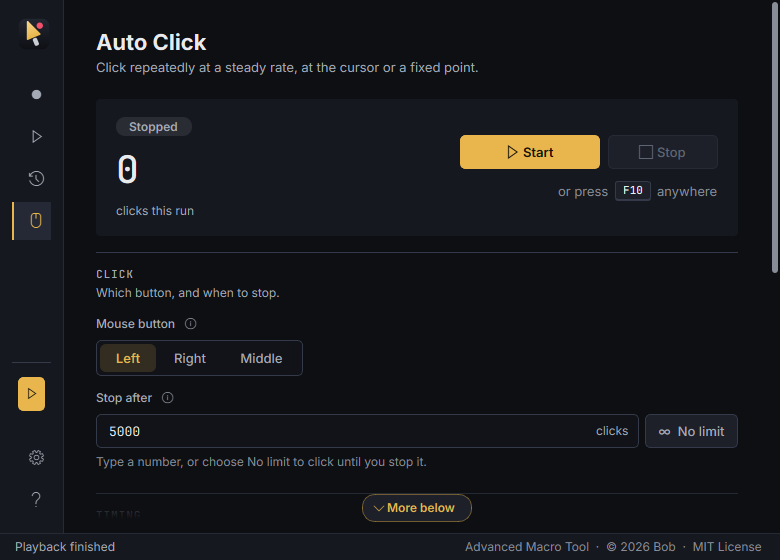 Auto Click
Click repeatedly at a steady rate, at the cursor or a fixed point.
Stopped
0
clicks this run
Start
Stop
or press F10 anywhere
CLICK
Which button, and when to stop.
Mouse button
Left Right Middle
Stop after
5000 clicks
∞ No limit
Type a number, or choose No limit to click until you stop it.
TIMING
More below
Playback finished
Advanced Macro Tool · © 2026 Bob · MIT License